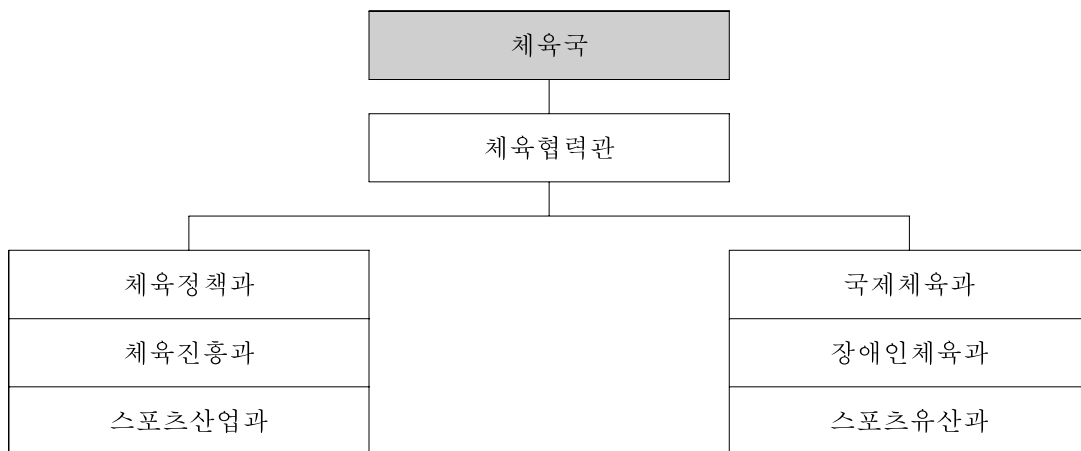 체육국
체육협력관
체육정책과
국제체육과
체육진흥과
장애인체육과
스포츠산업과
스포츠유산과